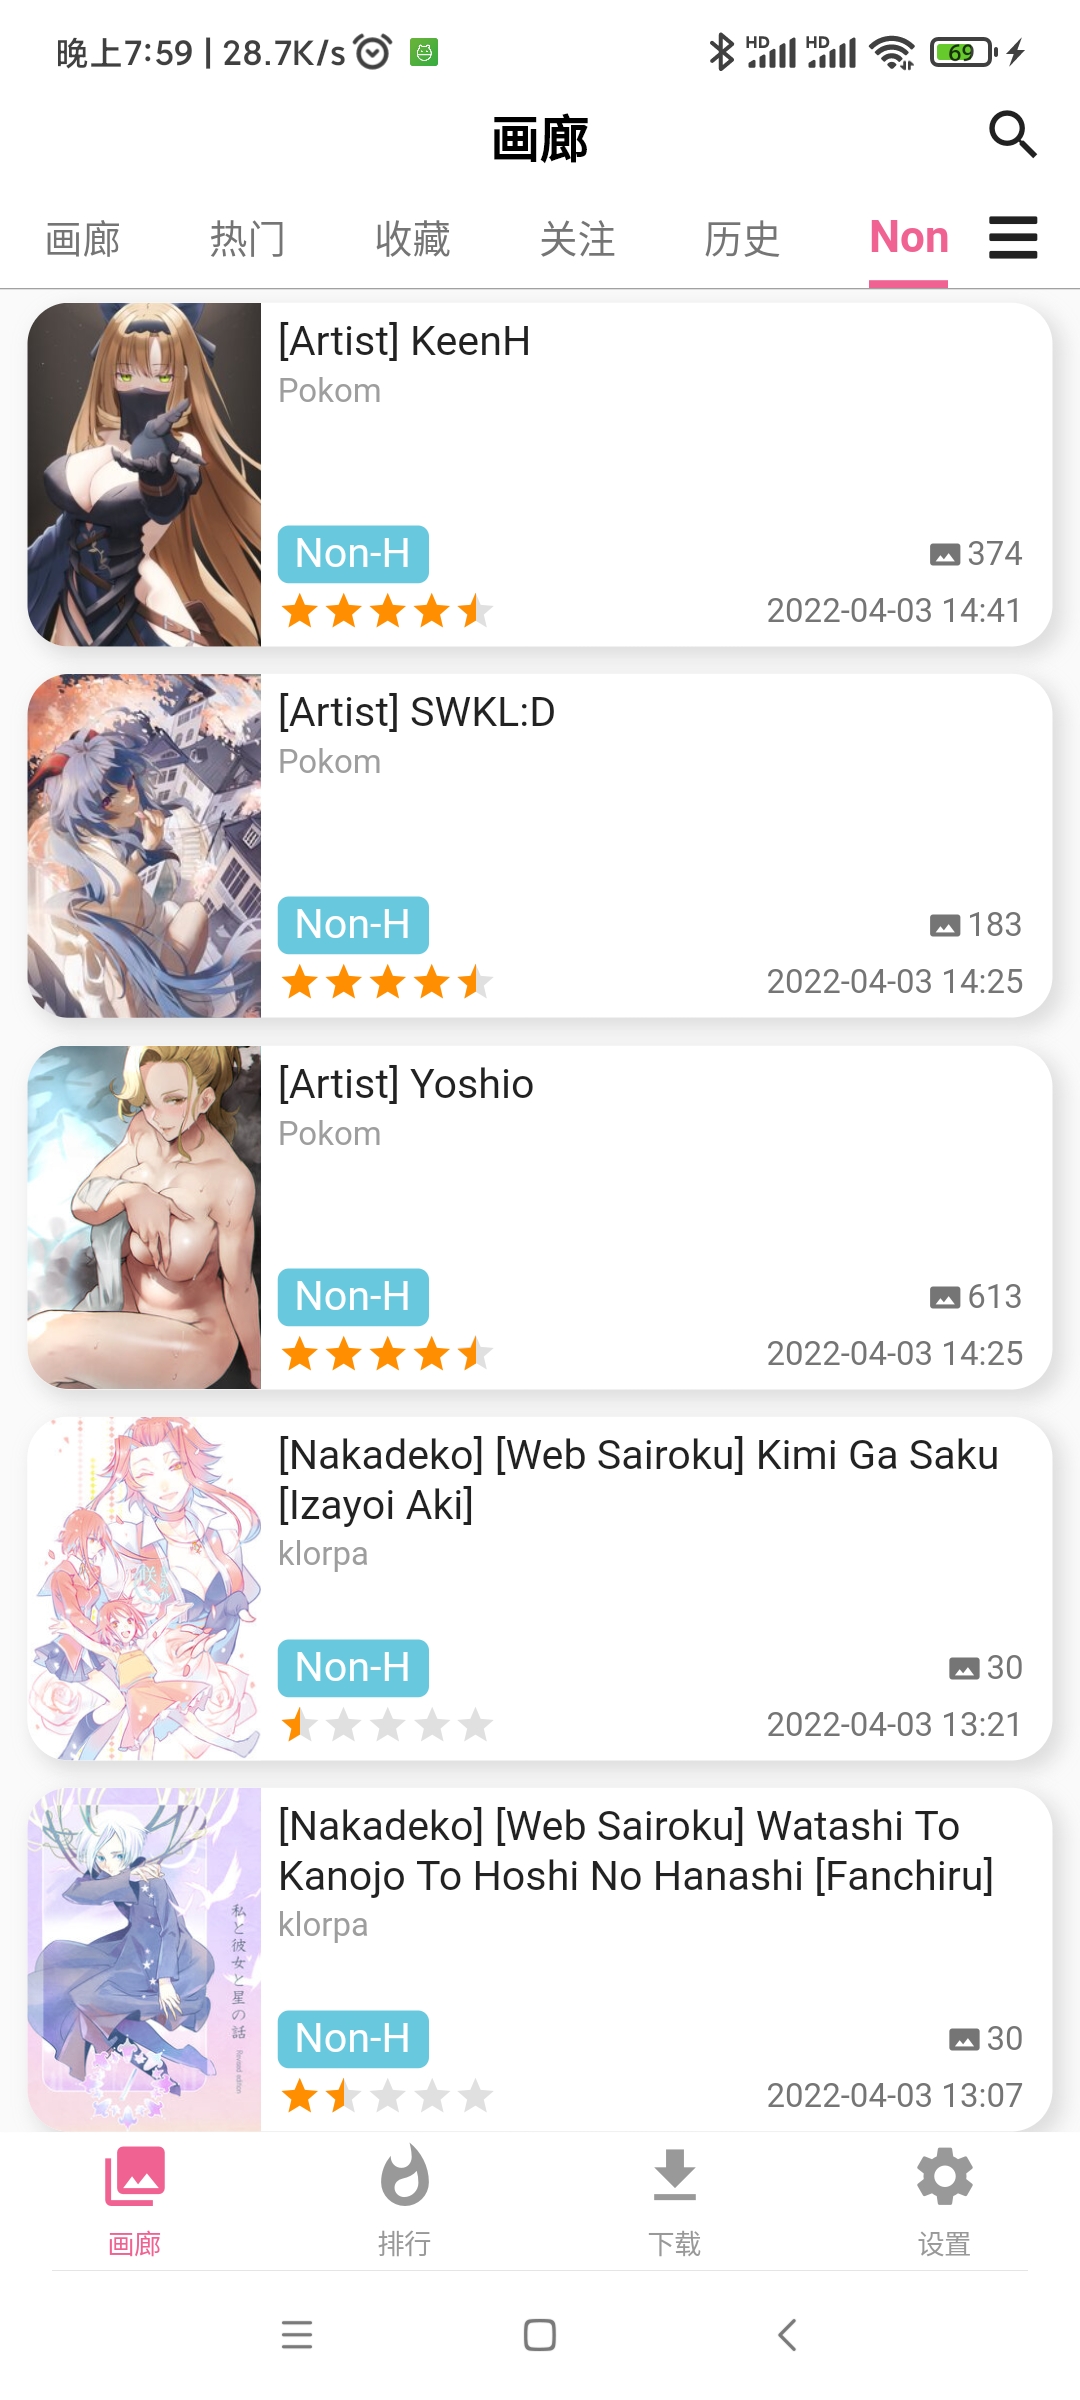 晚上7:59 | 28.7K/s
HD HD 69
画廊
画廊 热门 收藏 关注 历史 Non
[Artist] KeenH
Pokom
Non-H 374
2022-04-03 14:41
[Artist] SWKL:D
Pokom
Non-H 183
2022-04-03 14:25
[Artist] Yoshio
Pokom
Non-H 613
2022-04-03 14:25
[Nakadeko] [Web Sairoku] Kimi Ga Saku
[Izayoi Aki]
klorpa
Non-H 30
2022-04-03 13:21
[Nakadeko] [Web Sairoku] Watashi To
Kanojo To Hoshi No Hanashi [Fanchiru]
klorpa
私と彼女と星の話
Revised edition
Non-H 30
2022-04-03 13:07
画廊 排行 下载 设置